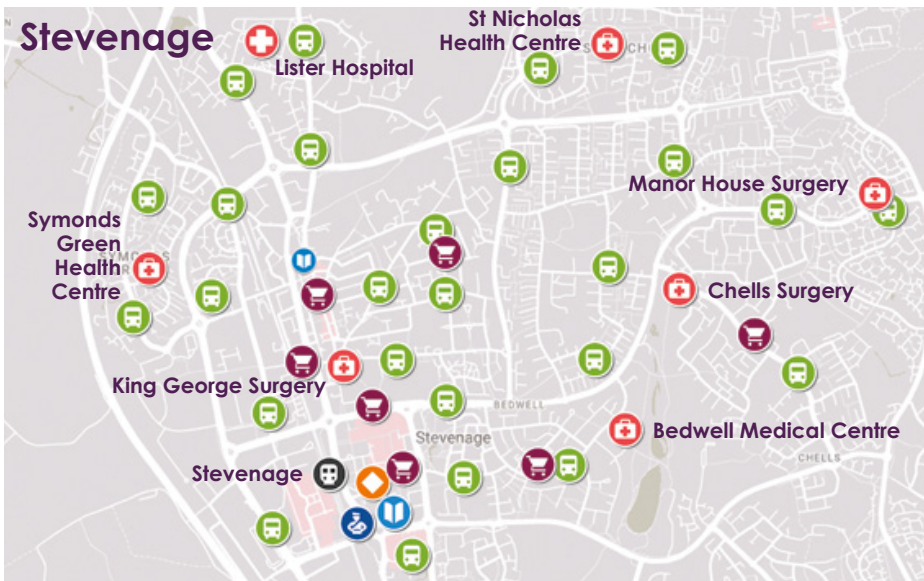 Stevenage
St Nicholas
Health Centre
Lister Hospital
Manor House Surgery
Symonds
Green
Health
Centre
Chells Surgery
King George Surgery
BEDWELL
Stevenage
Bedwell Medical Centre
CHELLS
Stevenage